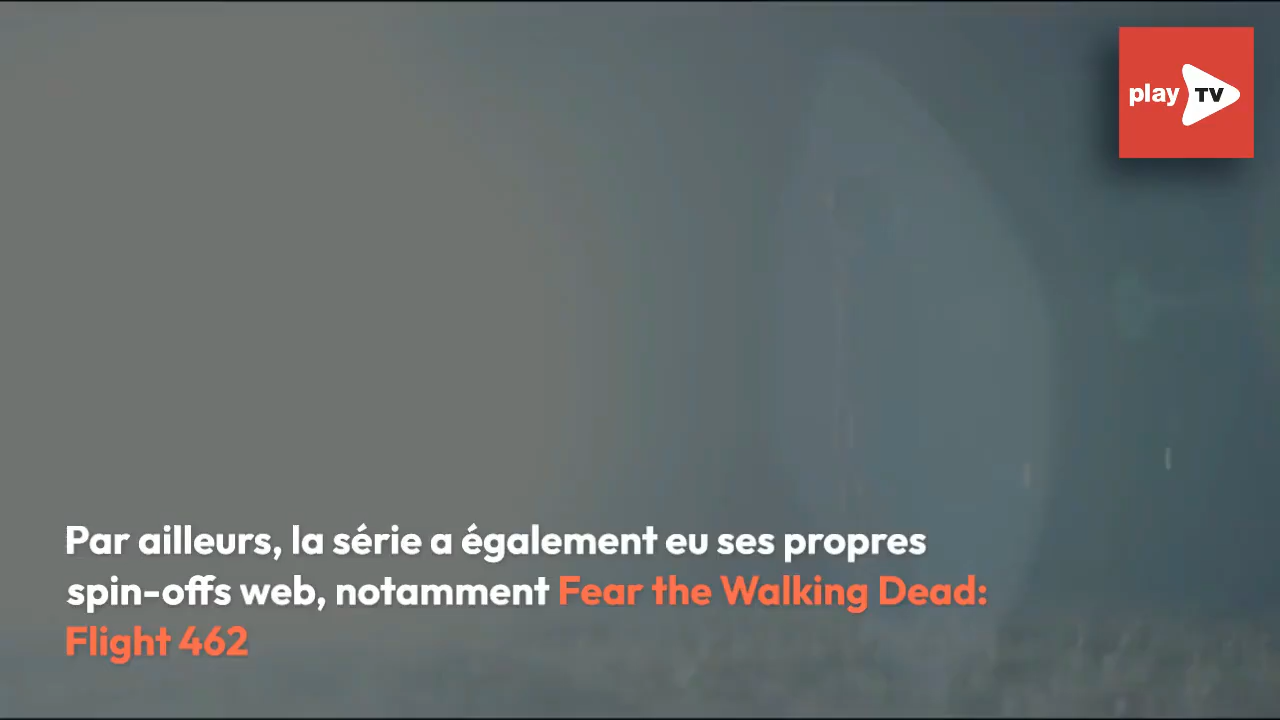 play TV
Par ailleurs, la série a également eu ses propres
spin-offs web, notamment Fear the Walking Dead:
Flight 462